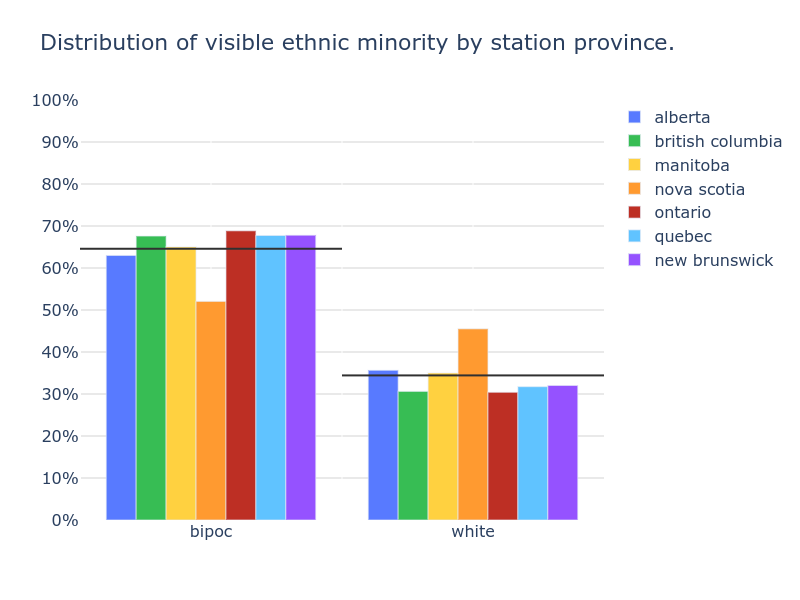 Distribution of visible ethnic minority by station province.
100%
90%
80%
70%
60%
50%
40%
30%
20%
10%
0%
bipoc
white
alberta
british columbia
manitoba
nova scotia
ontario
quebec
new brunswick